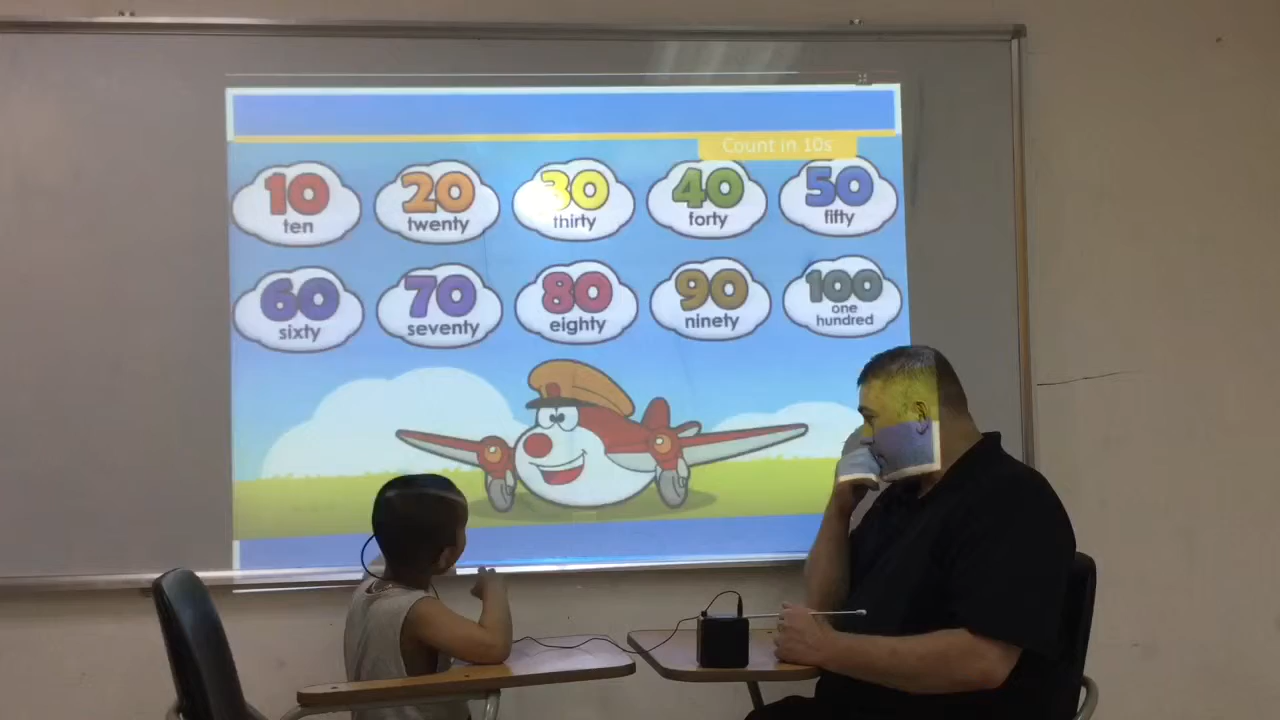 Count in 10s
10 20 30 40 50
ten twenty thirty forty fifty
60 70 80 90 100
sixty seventy eighty ninety one
hundred